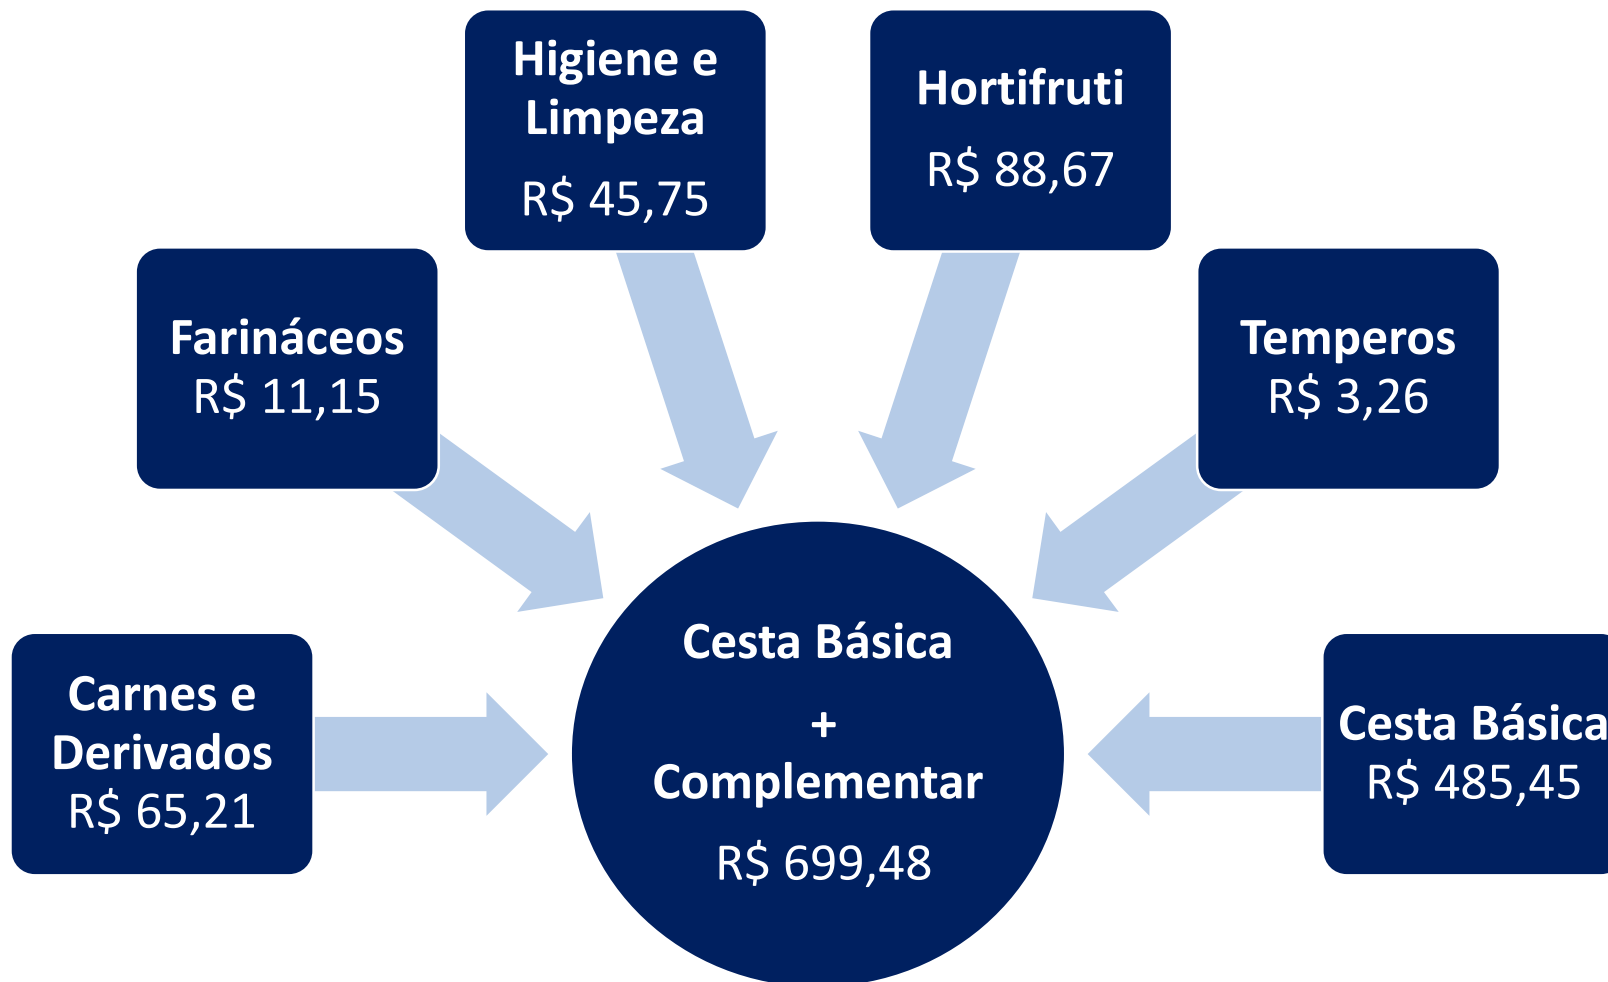 Higiene e
Limpeza
R$ 45,75
Hortifruti
R$ 88,67
Farináceos
R$ 11,15
Temperos
R$ 3,26
Carnes e
Derivados
R$ 65,21
Cesta Básica
+
Complementar
R$ 699,48
Cesta Básica
R$ 485,45